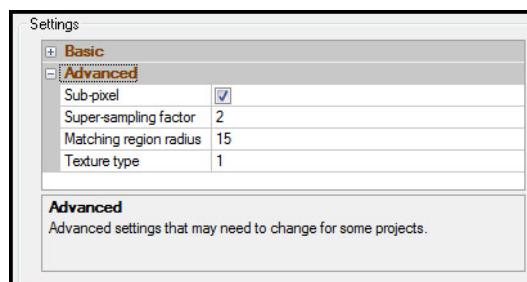 Settings
Basic
Advanced
Sub-pixel
Super-sampling factor 2
Matching region radius 15
Texture type 1
Advanced
Advanced settings that may need to change for some projects.